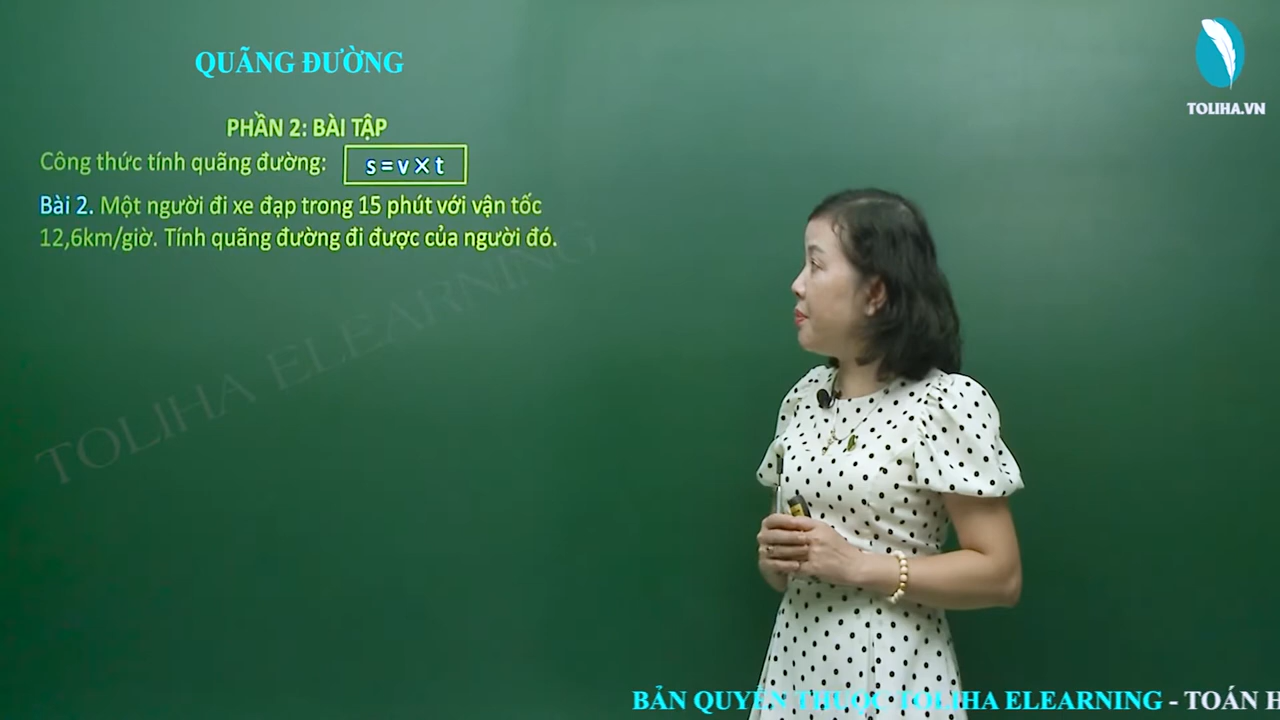 QUÃNG ĐƯỜNG
TOLIHA.VN
PHẦN 2: BÀI TẬP
Công thức tính quãng đường: s = v × t
Bài 2. Một người đi xe đạp trong 15 phút với vận tốc
12,6km/giờ. Tính quãng đường đi được của người đó.
TOLIHA ELEARNING
BẢN QUYỀN THUỘC TOLIHA ELEARNING - TOÁN H